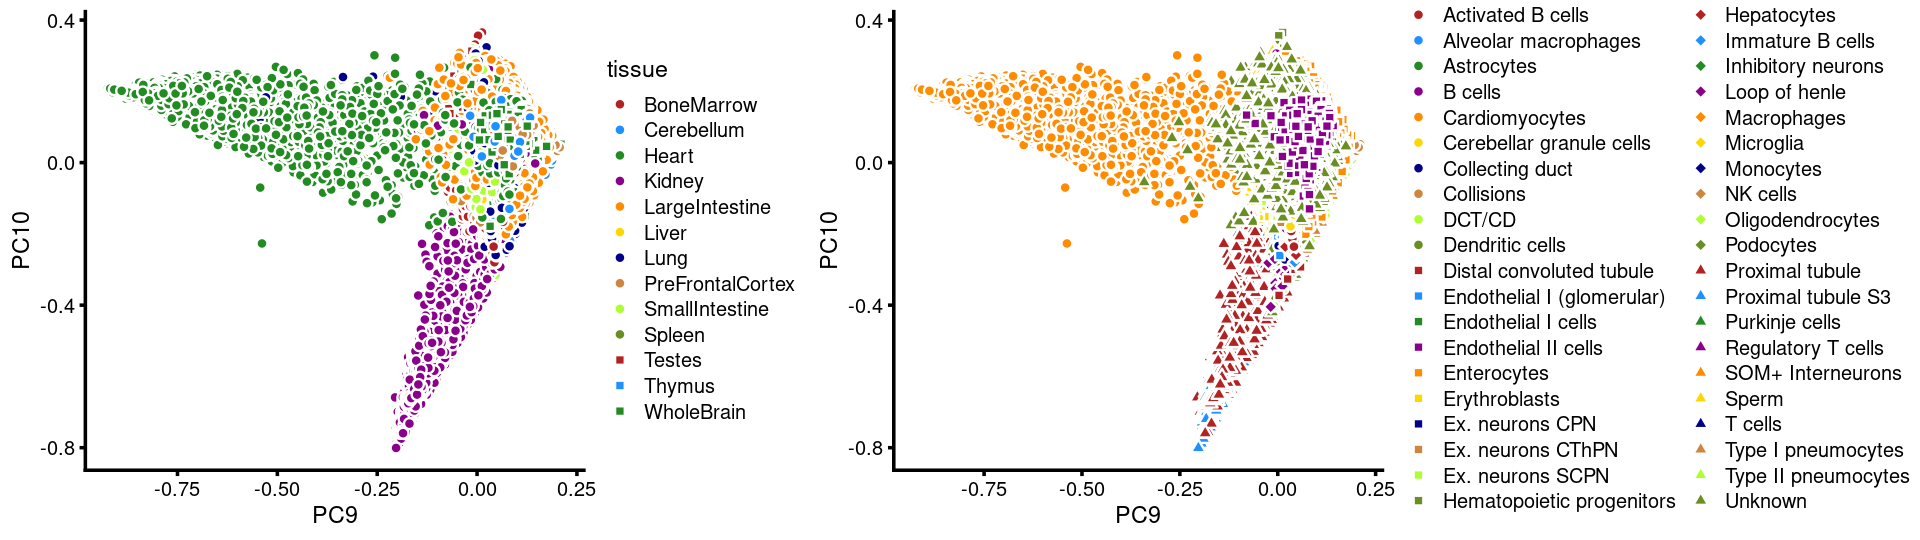 0.4
0.0
-0.4
-0.8
PC10
-0.75
-0.50
-0.25
0.00
0.25
PC9
tissue
BoneMarrow
Cerebellum
Heart
Kidney
LargeIntestine
Liver
Lung
PreFrontalCortex
SmallIntestine
Spleen
Testes
Thymus
WholeBrain
0.4
0.0
-0.4
-0.8
PC10
-0.75
-0.50
-0.25
0.00
0.25
PC9
Activated B cells
Alveolar macrophages
Astrocytes
B cells
Cardiomyocytes
Cerebellar granule cells
Collecting duct
Collisions
DCT/CD
Dendritic cells
Distal convoluted tubule
Endothelial I (glomerular)
Endothelial I cells
Endothelial II cells
Enterocytes
Erythroblasts
Ex. neurons CPN
Ex. neurons CThPN
Ex. neurons SCPN
Hematopoietic progenitors
Hepatocytes
Immature B cells
Inhibitory neurons
Loop of henle
Macrophages
Microglia
Monocytes
NK cells
Oligodendrocytes
Podocytes
Proximal tubule
Proximal tubule S3
Purkinje cells
Regulatory T cells
SOM+ Interneurons
Sperm
T cells
Type I pneumocytes
Type II pneumocytes
Unknown